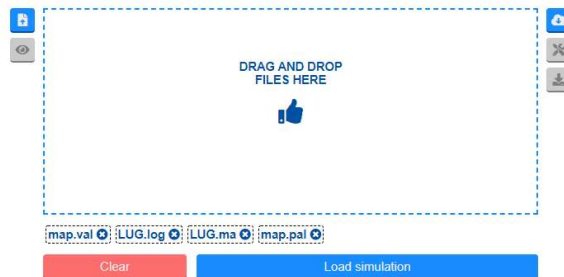 DRAG AND DROP
FILES HERE
map.val LUG.log LUG.ma map.pal
Clear Load simulation